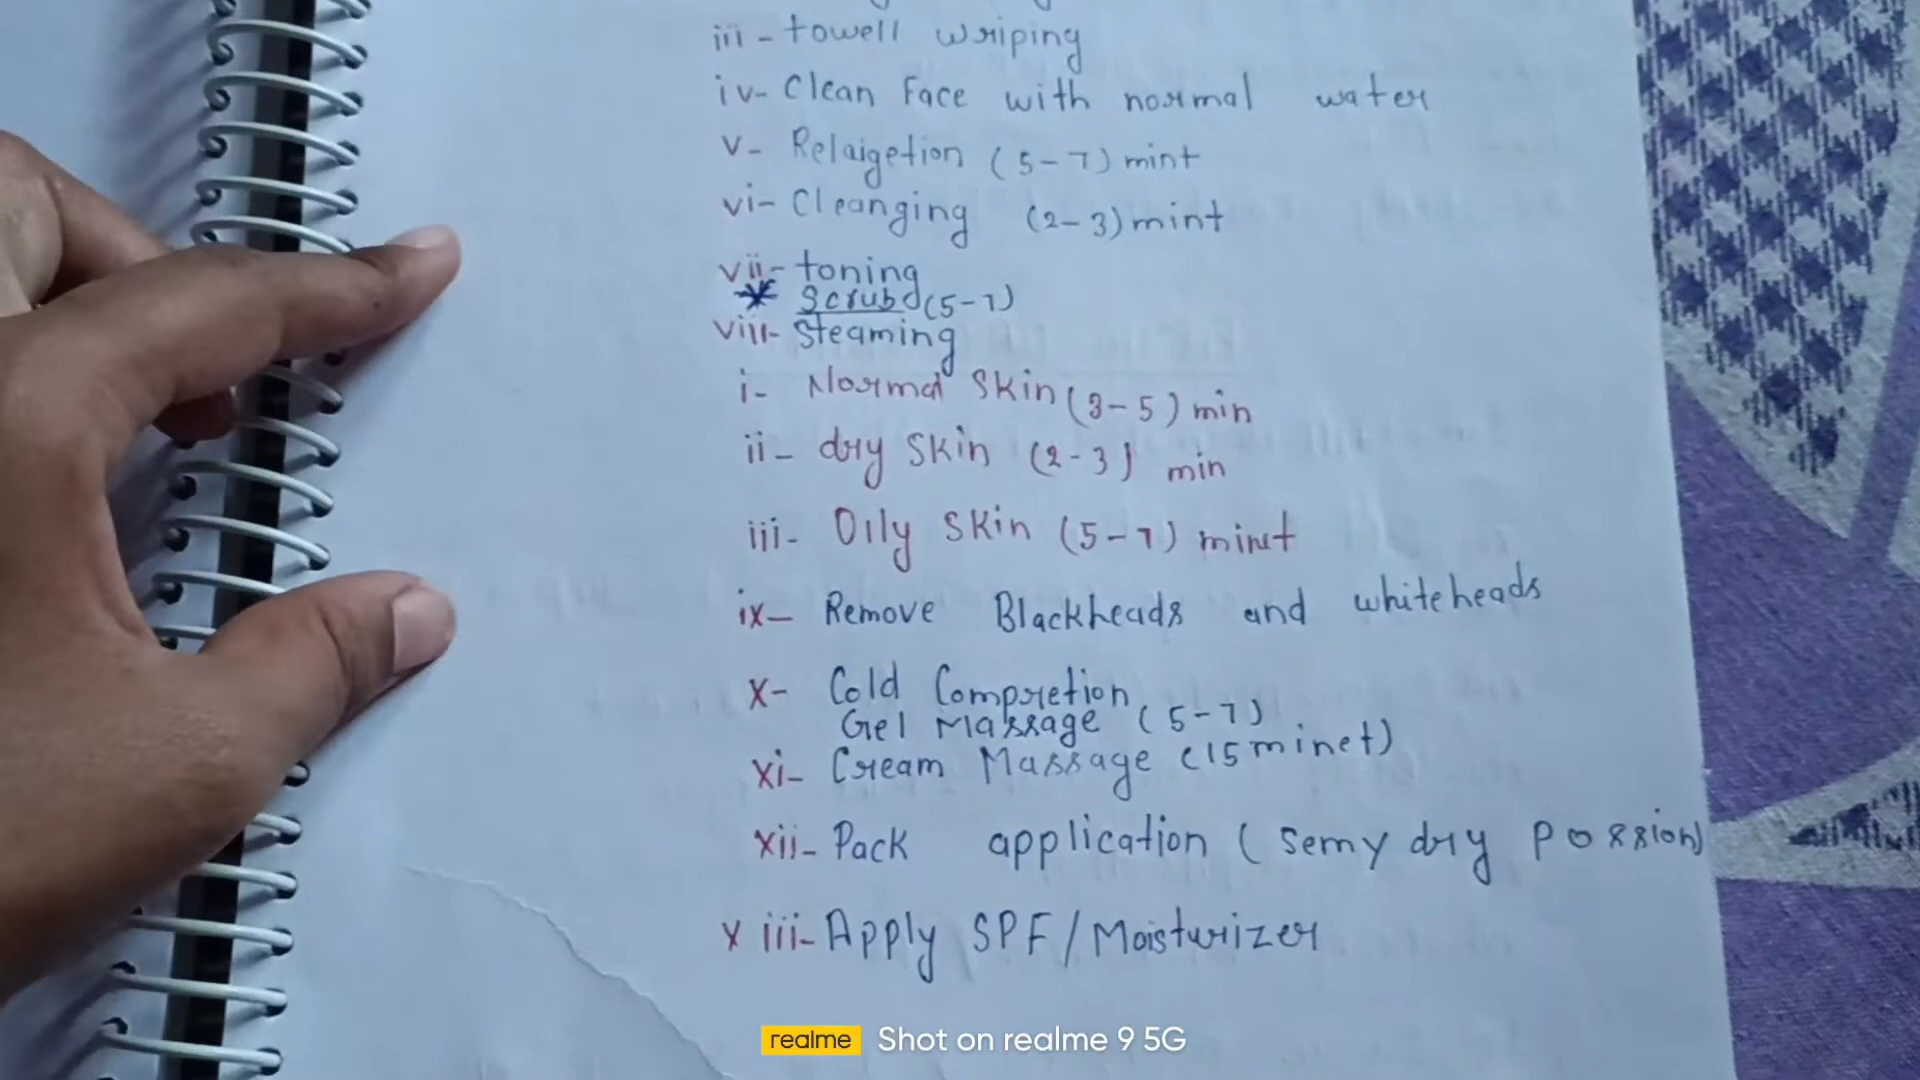 iii - towell wriping
iv- Clean Face with normal water
v- Relaigetion (5-7) mint
vi- Cleanging (2-3) mint
vii- toning
* Scrub (5-7)
viii- Steaming
i- Normal Skin (3-5) min
ii- dry Skin (2-3) min
iii- Oily Skin (5-7) minet
ix- Remove Blackheads and whiteheads
x- Cold Compretion
Gel Massage (5-7)
xi- Cream Massage (15 minet)
xii- Pack application (Semy dry Possion)
xiii- Apply SPF/Moisturizer
realme Shot on realme 9 5G